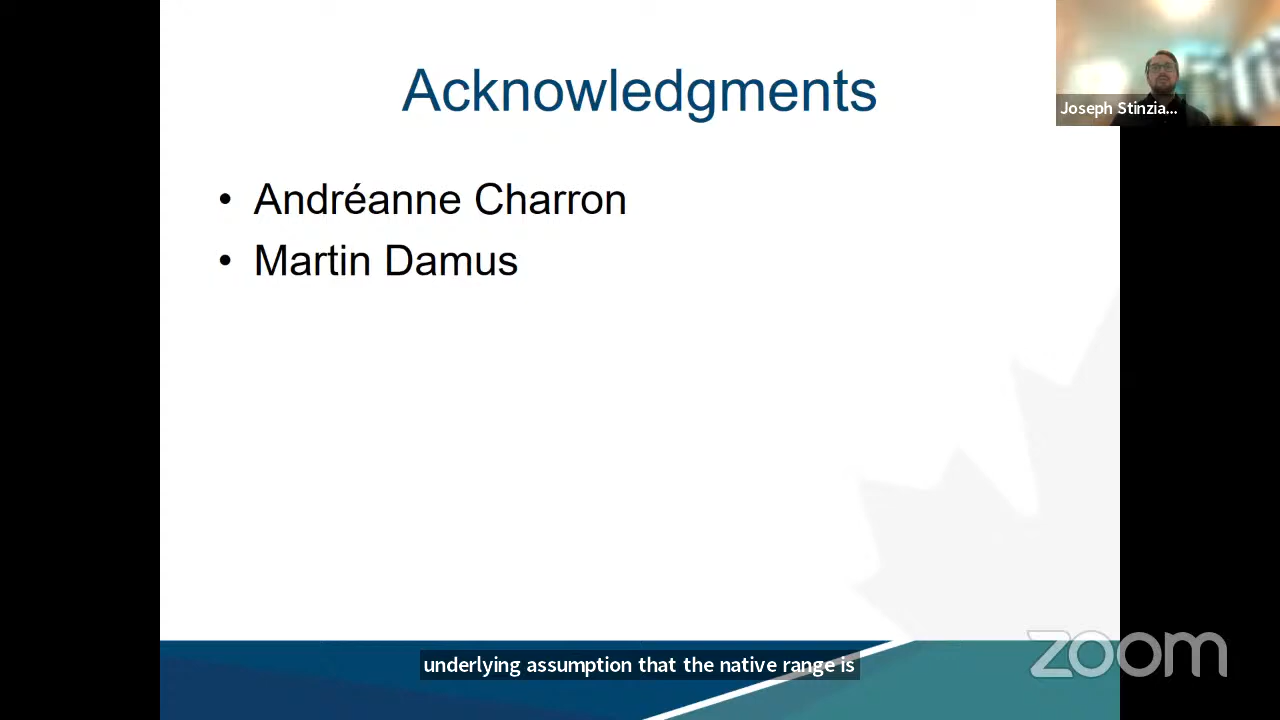 Acknowledgments
Joseph Stinzia...
• Andréanne Charron
• Martin Damus
zoom
underlying assumption that the native range is